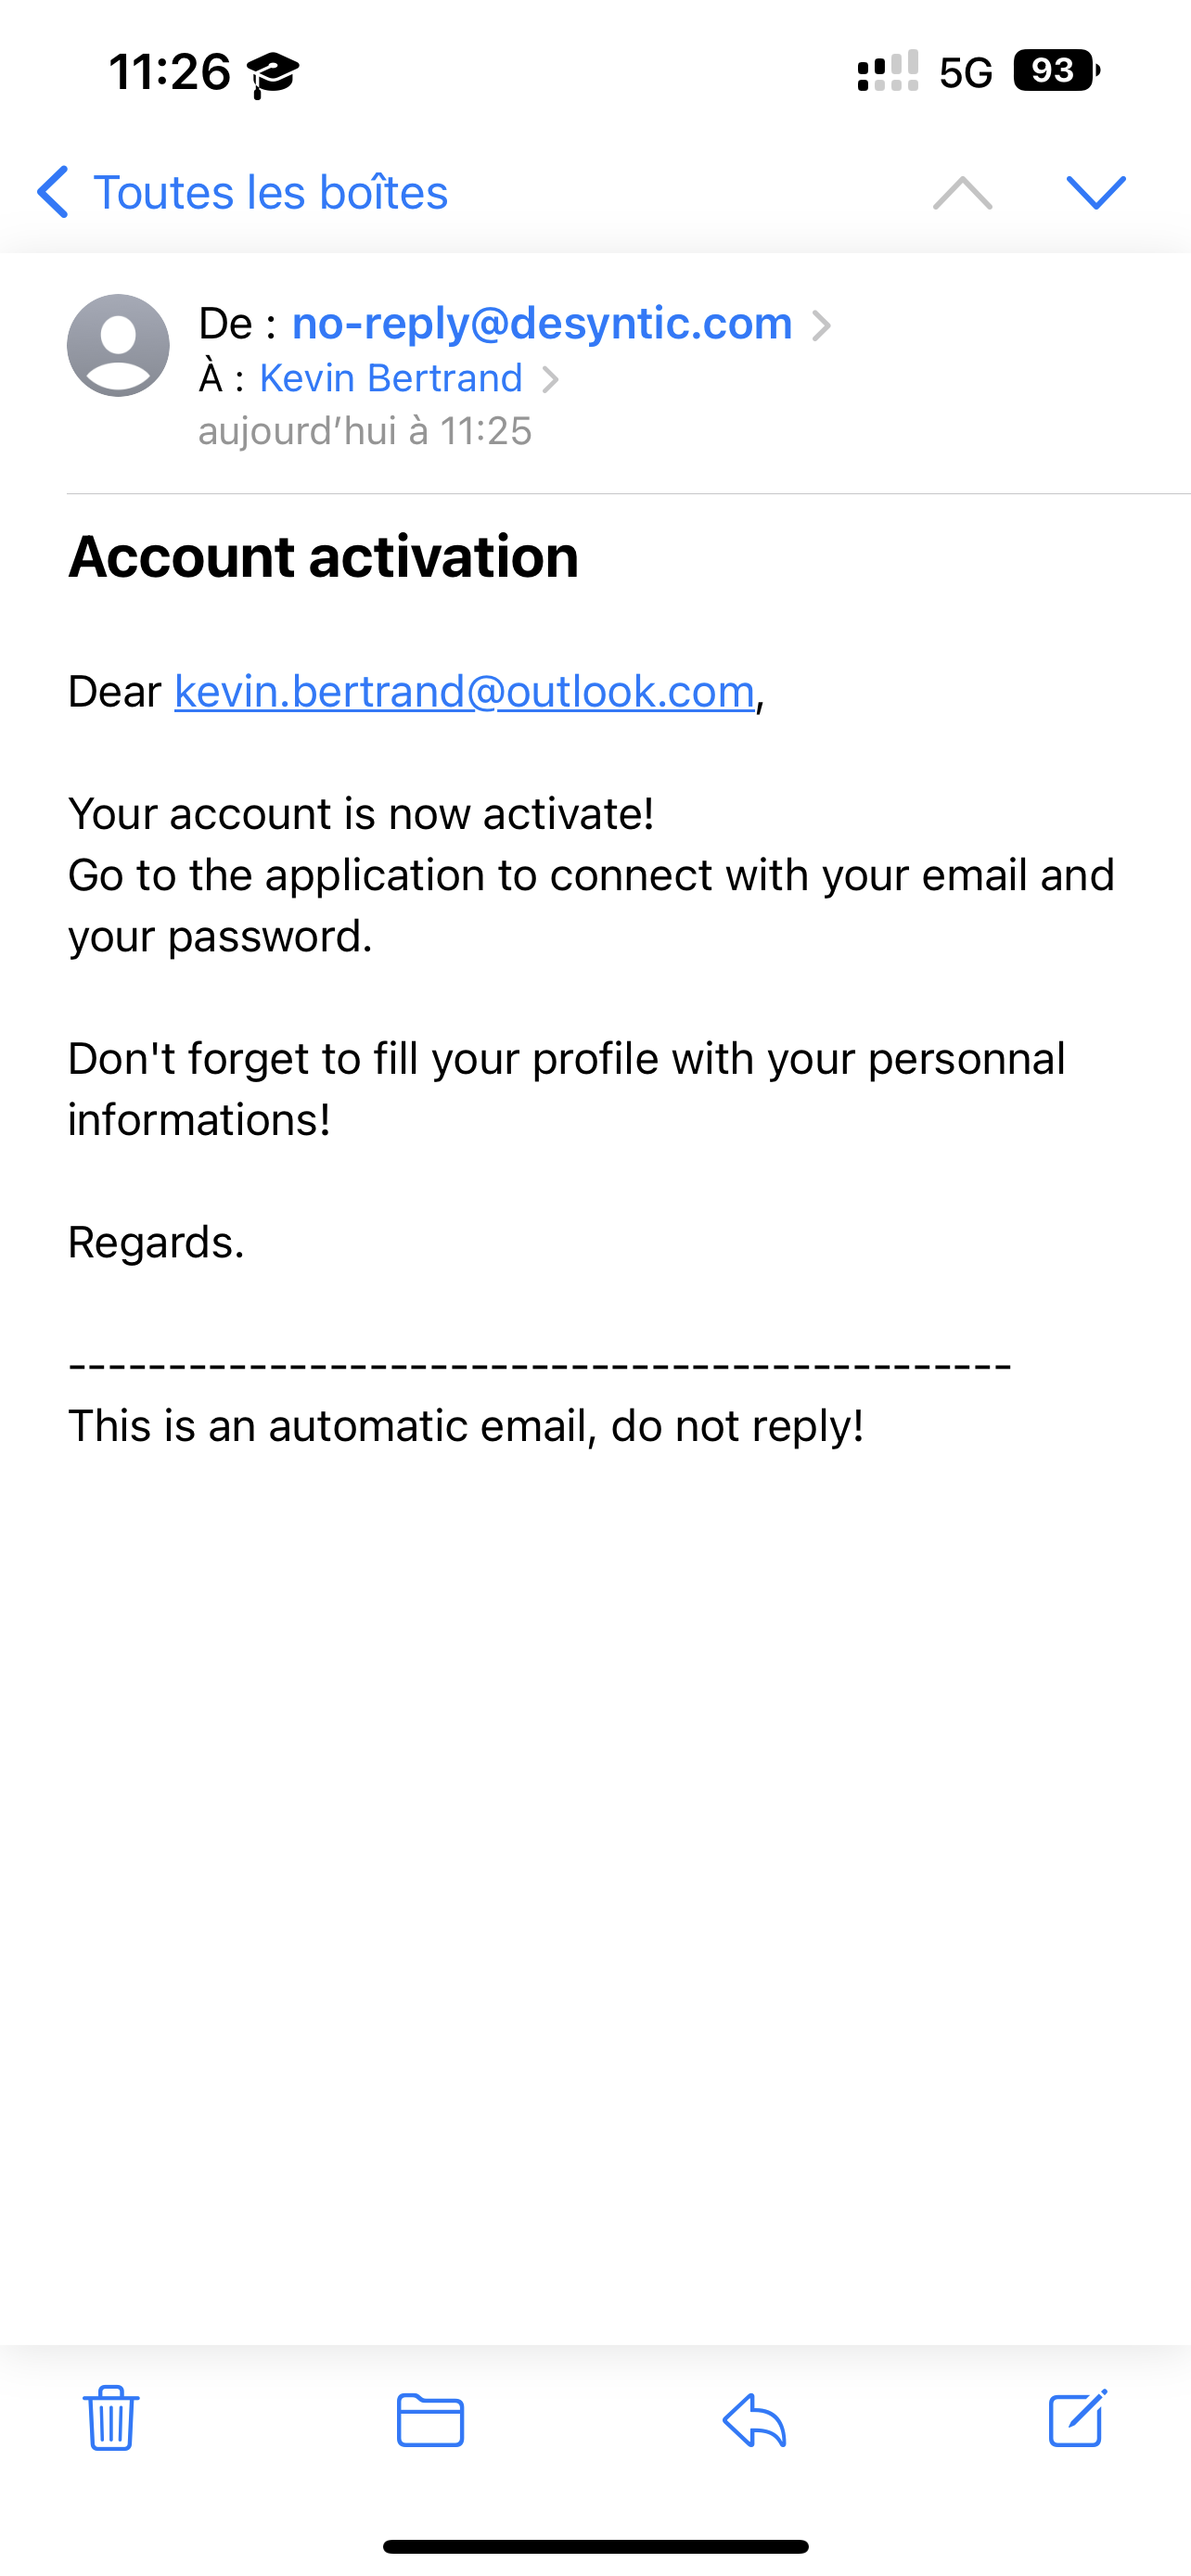 11:26
5G 93
Toutes les boîtes
De : no-reply@desyntic.com
À : Kevin Bertrand
aujourd’hui à 11:25
Account activation
Dear kevin.bertrand@outlook.com,
Your account is now activate!
Go to the application to connect with your email and
your password.
Don't forget to fill your profile with your personnal
informations!
Regards.
-----------------------------------------------
This is an automatic email, do not reply!